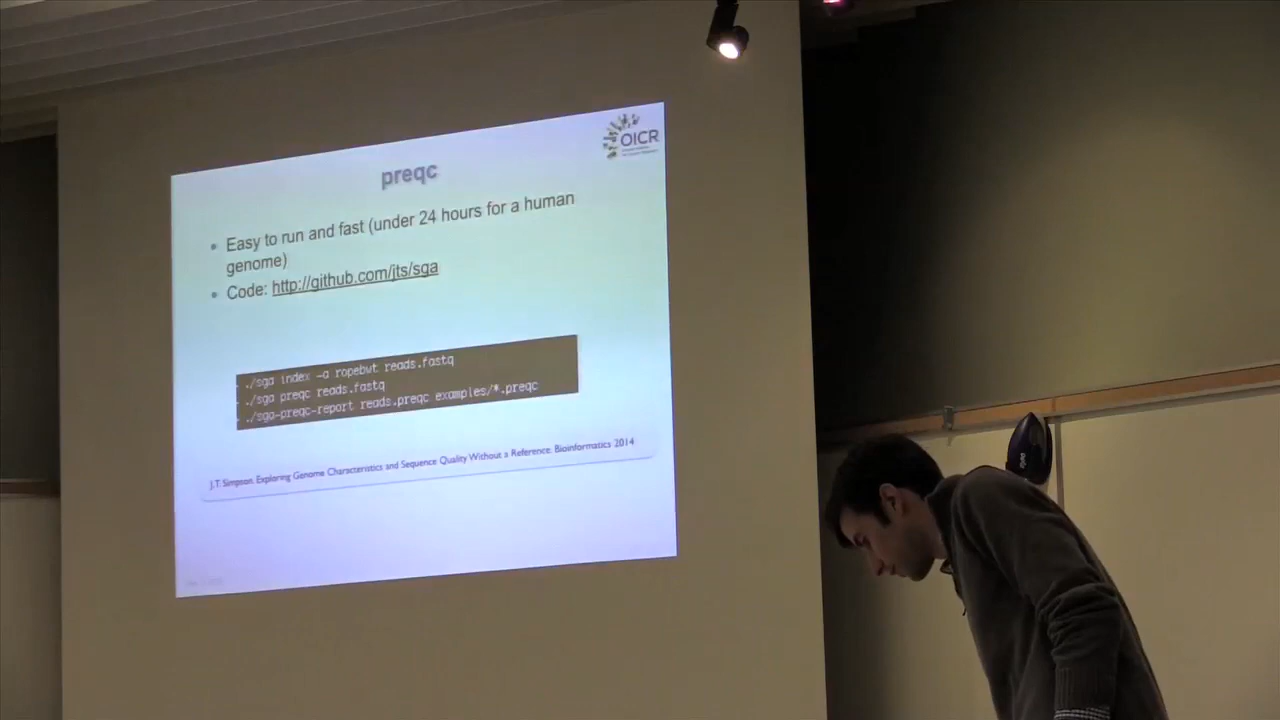 OICR
preqc
• Easy to run and fast (under 24 hours for a human
genome)
• Code: http://github.com/jts/sga
./sga index -a ropebwt reads.fastq
./sga preqc reads.fastq
./sga-preqc-report reads.preqc examples/*.preqc
J.T. Simpson. Exploring Genome Characteristics and Sequence Quality Without a Reference. Bioinformatics 2014